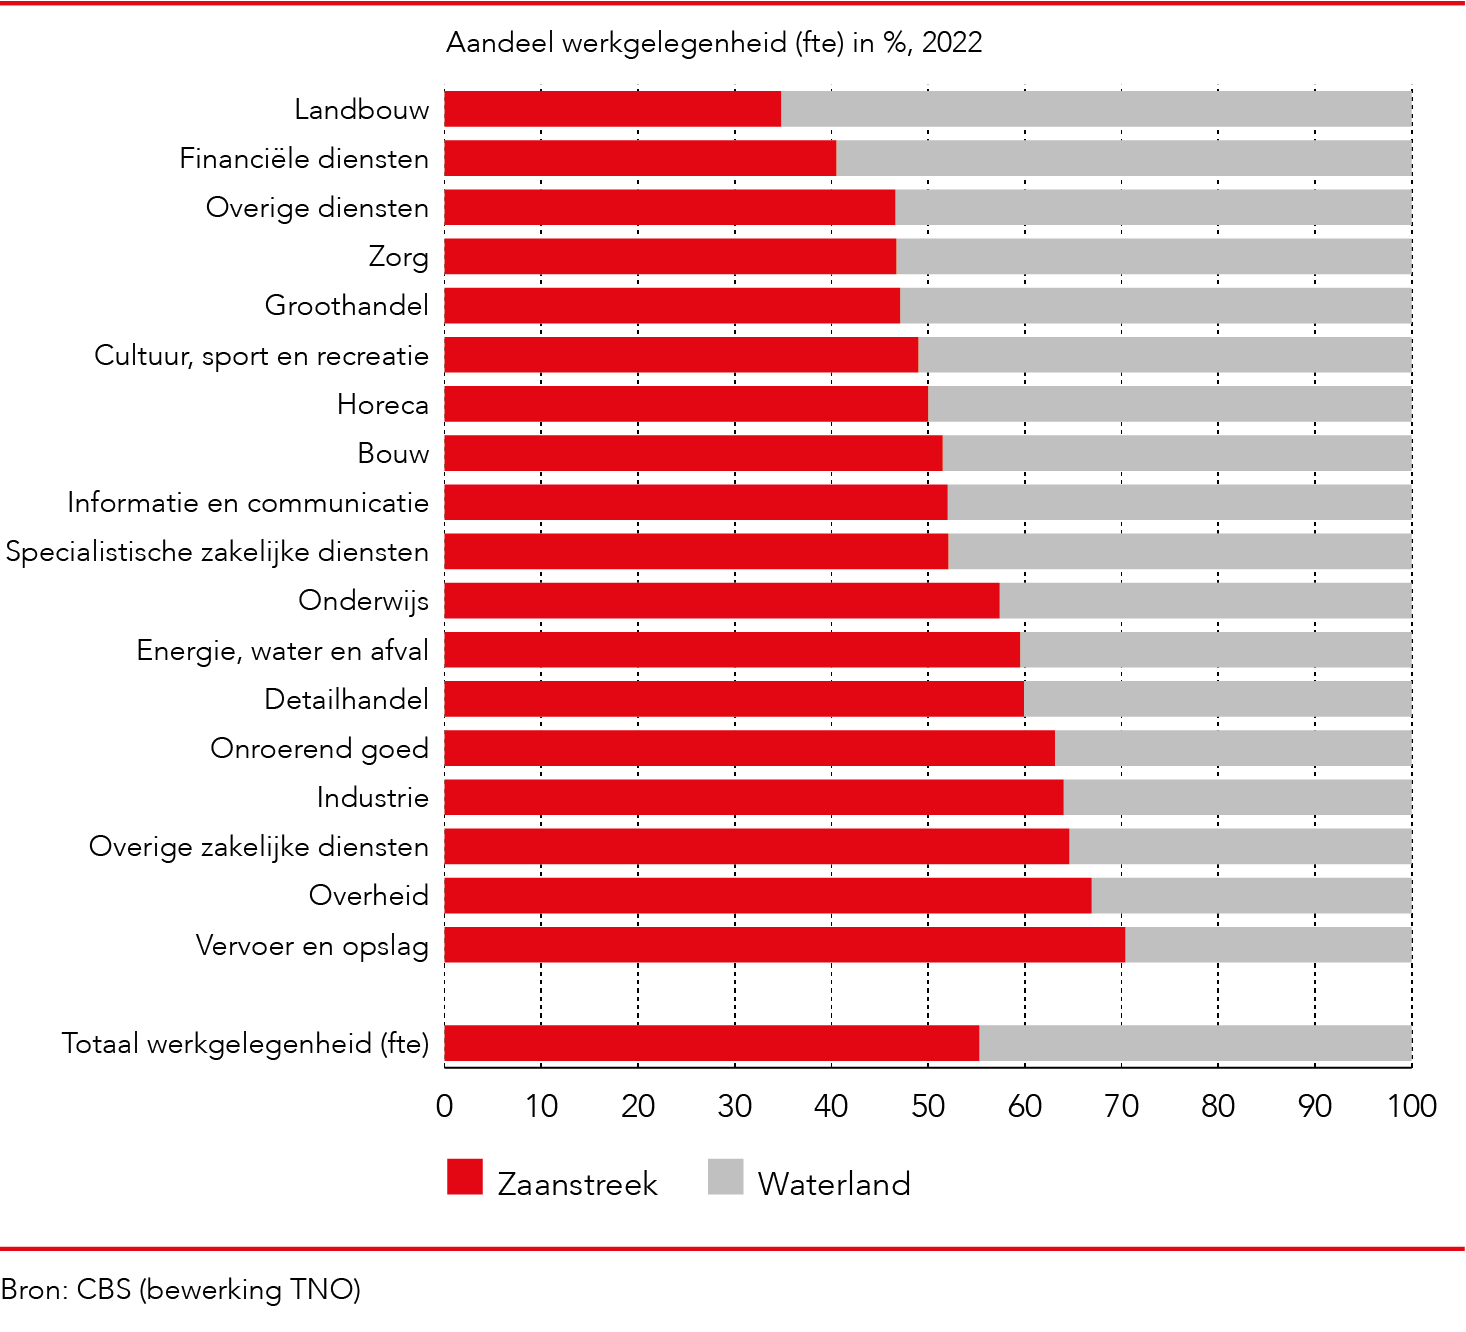 Aandeel werkgelegenheid (fte) in %, 2022
Landbouw
Financiële diensten
Overige diensten
Zorg
Groothandel
Cultuur, sport en recreatie
Horeca
Bouw
Informatie en communicatie
Specialistische zakelijke diensten
Onderwijs
Energie, water en afval
Detailhandel
Onroerend goed
Industrie
Overige zakelijke diensten
Overheid
Vervoer en opslag
Totaal werkgelegenheid (fte)
0 10 20 30 40 50 60 70 80 90 100
Zaanstreek Waterland
Bron: CBS (bewerking TNO)